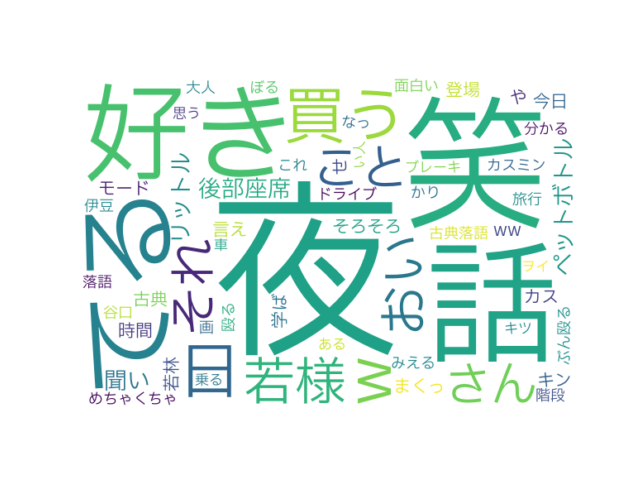 大人
ぼる
面白い
登場
や
今日
好き
思う
買う
なっ
笑
分かる
こと
せ
い人
これ
ブレーキ
カスミン
モード
リットル
後部座席
ドライブ
かり
旅行
ペットボトル
伊豆
てる
それ
言え
夜
そろそろ
おい
古典落語
ww
車
話
落語
古典
学ぼ
ヲイ
カス
谷口
時間
画
殴る
ある
キツ
ぶん殴る
若林
日
乗る
若様
w
みえる
さん
聞い
まくっ
キン
めちゃくちゃ
階段